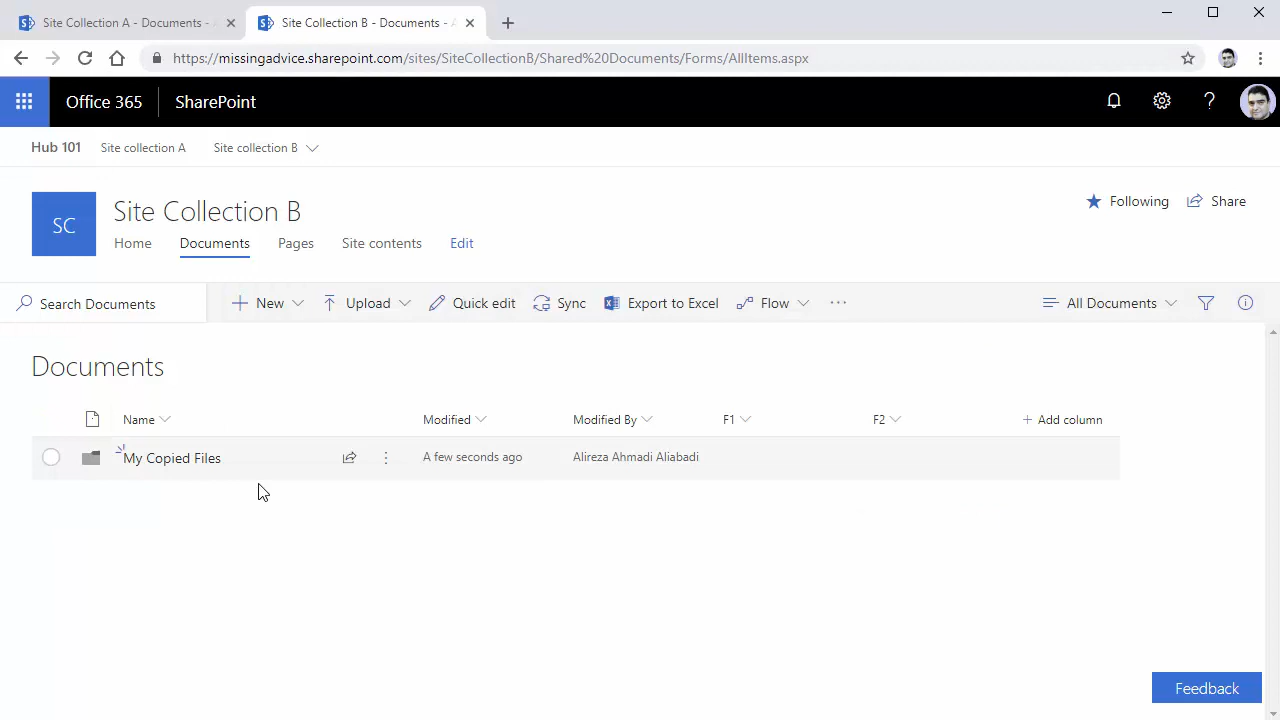 Site Collection A - Documents -
Site Collection B - Documents -
https://missingadvice.sharepoint.com/sites/SiteCollectionB/Shared%20Documents/Forms/AllItems.aspx
Office 365
SharePoint
Hub 101
Site collection A
Site collection B
SC
Site Collection B
Following
Share
Home
Documents
Pages
Site contents
Edit
Search Documents
New
Upload
Quick edit
Sync
Export to Excel
Flow
All Documents
Documents
Name
Modified
Modified By
F1
F2
Add column
My Copied Files
A few seconds ago
Alireza Ahmadi Aliabadi
Feedback